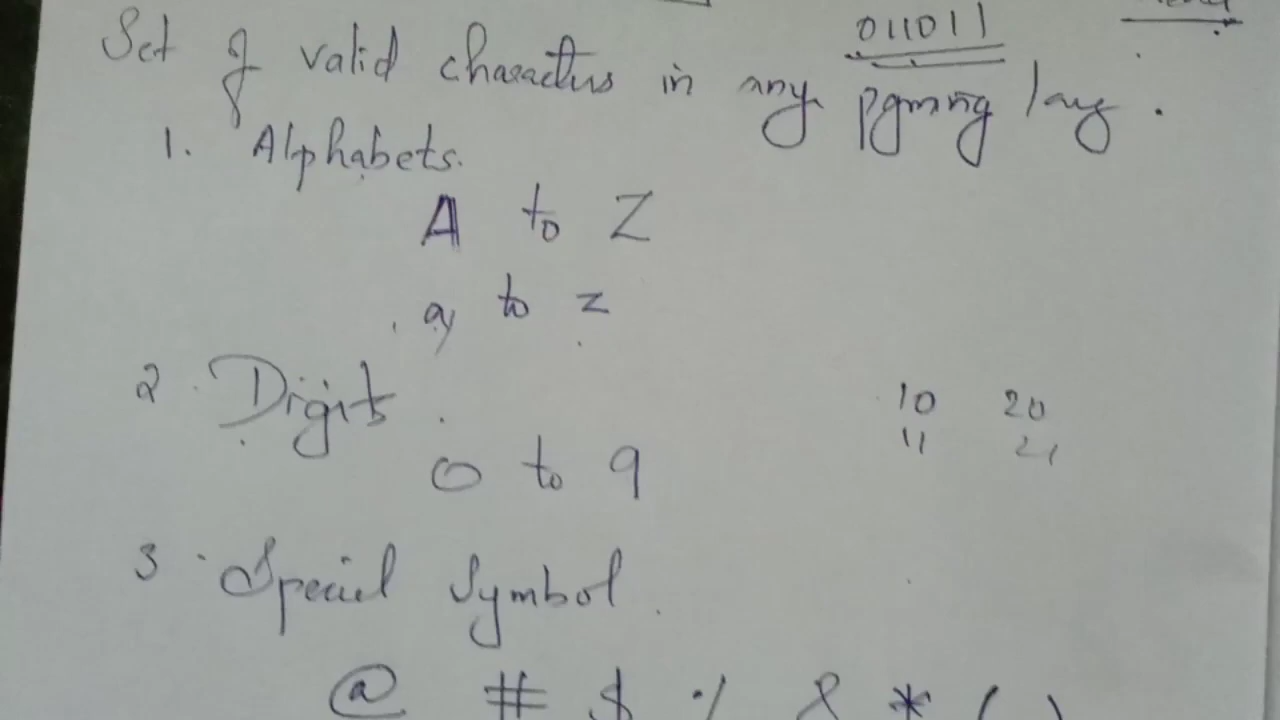 011011
Set of valid characters in any pgmng lang.
1. Alphabets.
A to Z
a to z
2. Digits.
0 to 9
10 20
11 21
3. Special Symbol.
@ # $ % & * ( )